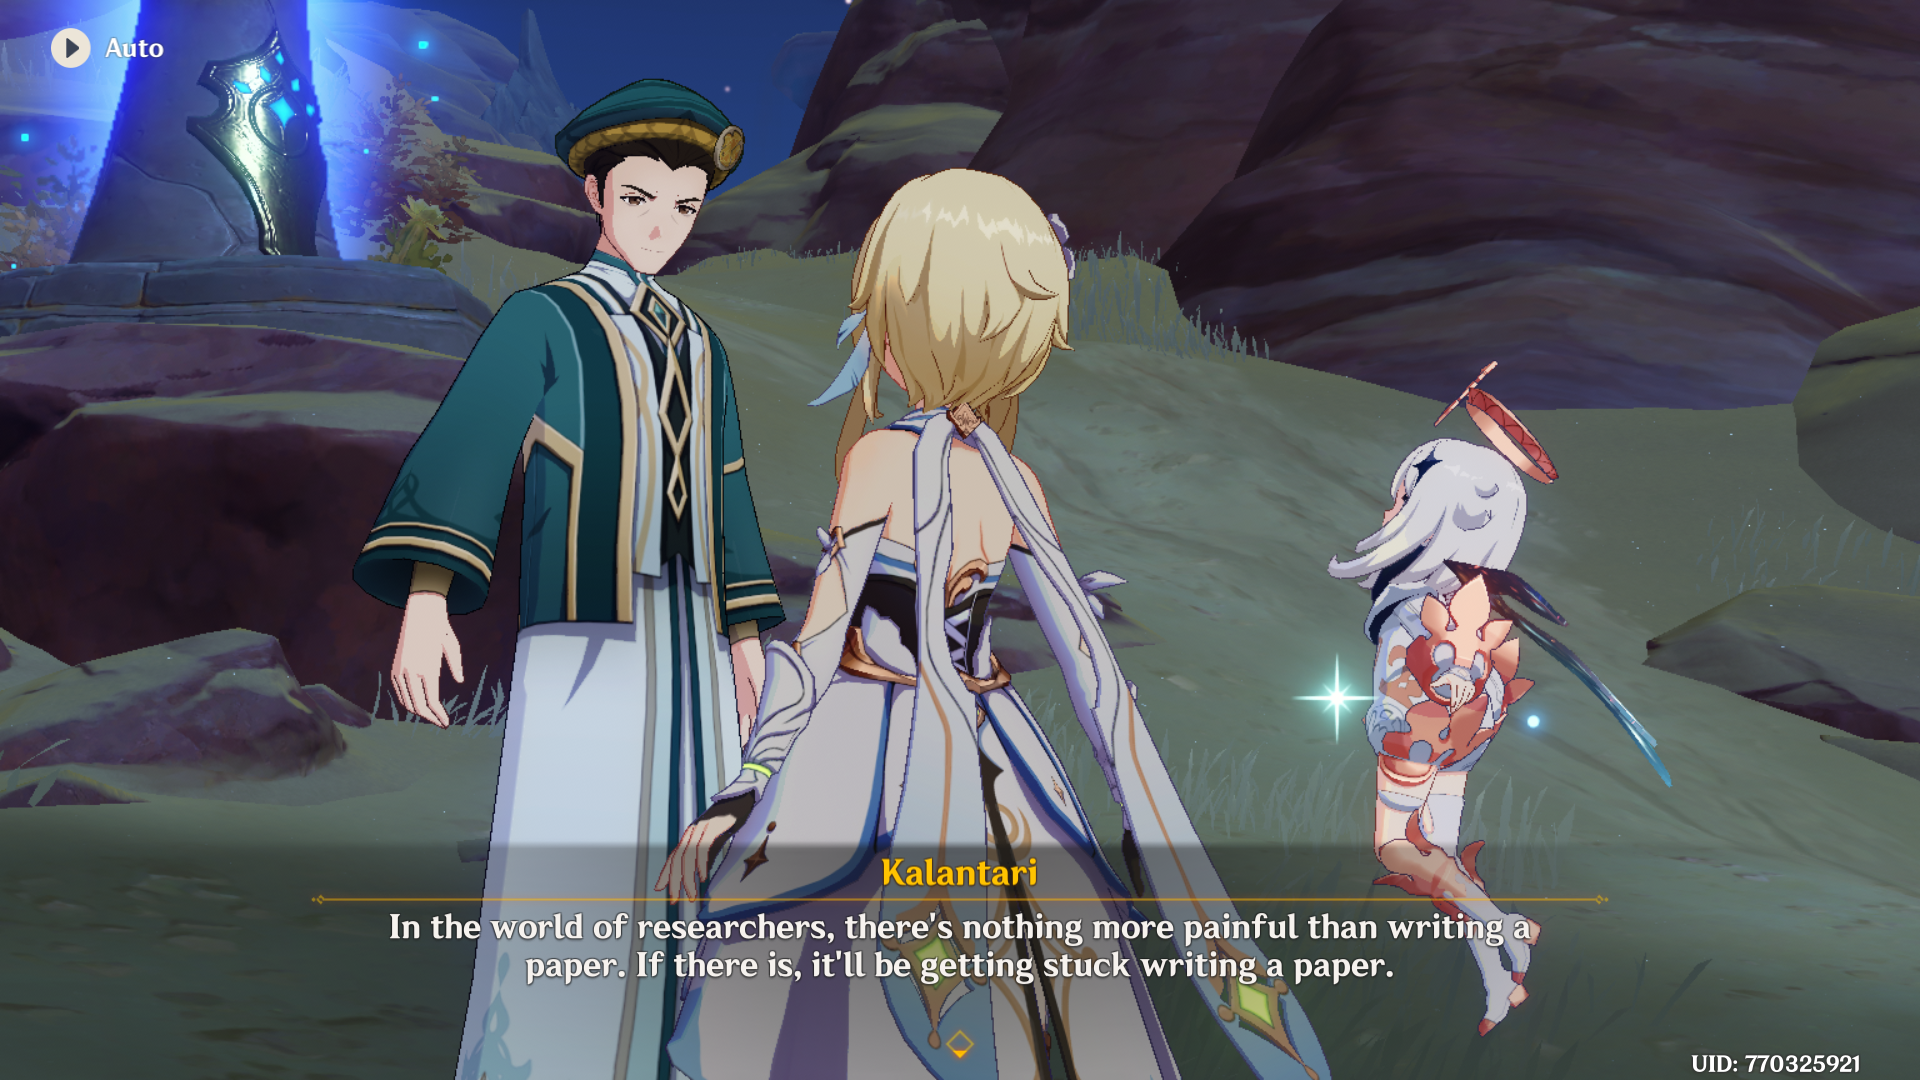 Auto
Kalantari
In the world of researchers, there's nothing more painful than writing a
paper. If there is, it'll be getting stuck writing a paper.
UID: 770325921